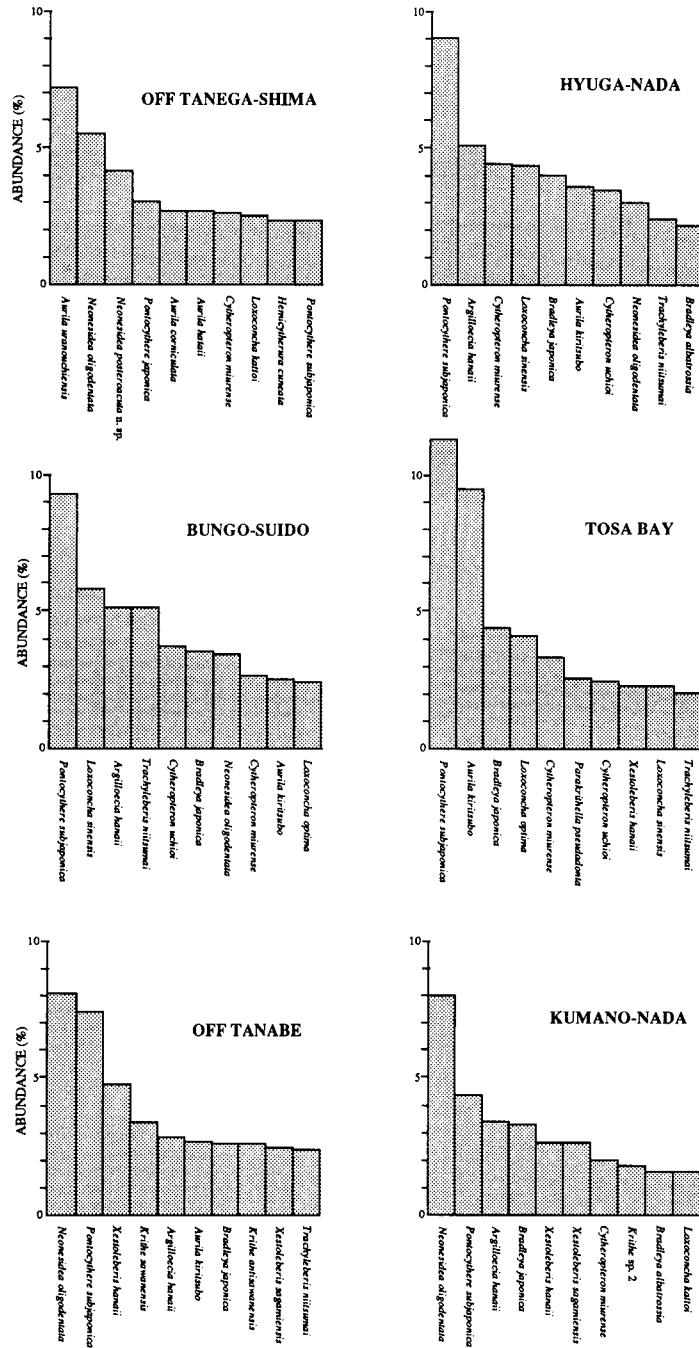 10
5
0
ABUNDANCE (%)
OFF TANEGA-SHIMA
Aurila uranouchiensis
Neonesidea oligodentata
Neonesidea posteroacuta n. sp.
Pontocythere japonica
Aurila corniculata
Aurila hataii
Cytheropteron miurense
Loxoconcha kattoi
Hemicytherura cuneata
Pontocythere subjaponica
10
5
0
HYUGA-NADA
Pontocythere subjaponica
Argilloecia hanaii
Cytheropteron miurense
Loxoconcha sinensis
Bradleya japonica
Aurila kiritsubo
Cytheropteron uchioi
Neonesidea oligodentata
Trachyleberis niitsumai
Bradleya albatrossia
10
5
0
ABUNDANCE (%)
BUNGO-SUIDO
Pontocythere subjaponica
Loxoconcha sinensis
Argilloecia hanaii
Trachyleberis niitsumai
Cytheropteron uchioi
Bradleya japonica
Neonesidea oligodentata
Cytheropteron miurense
Aurila kiritsubo
Loxoconcha optima
10
5
0
TOSA BAY
Pontocythere subjaponica
Aurila kiritsubo
Bradleya japonica
Loxoconcha optima
Cytheropteron miurense
Parakrithella pseudadonta
Cytheropteron uchioi
Xestoleberis hanaii
Loxoconcha sinensis
Trachyleberis niitsumai
10
5
0
ABUNDANCE (%)
OFF TANABE
Neonesidea oligodentata
Pontocythere subjaponica
Xestoleberis hanaii
Krithe sawanensis
Argilloecia hanaii
Aurila kiritsubo
Bradleya japonica
Krithe antisawanensis
Xestoleberis sagamiensis
Trachyleberis niitsumai
10
5
0
KUMANO-NADA
Neonesidea oligodentata
Pontocythere subjaponica
Argilloecia hanaii
Bradleya japonica
Xestoleberis hanaii
Xestoleberis sagamiensis
Cytheropteron miurense
Krithe sp. 2
Bradleya albatrossia
Loxoconcha kattoi